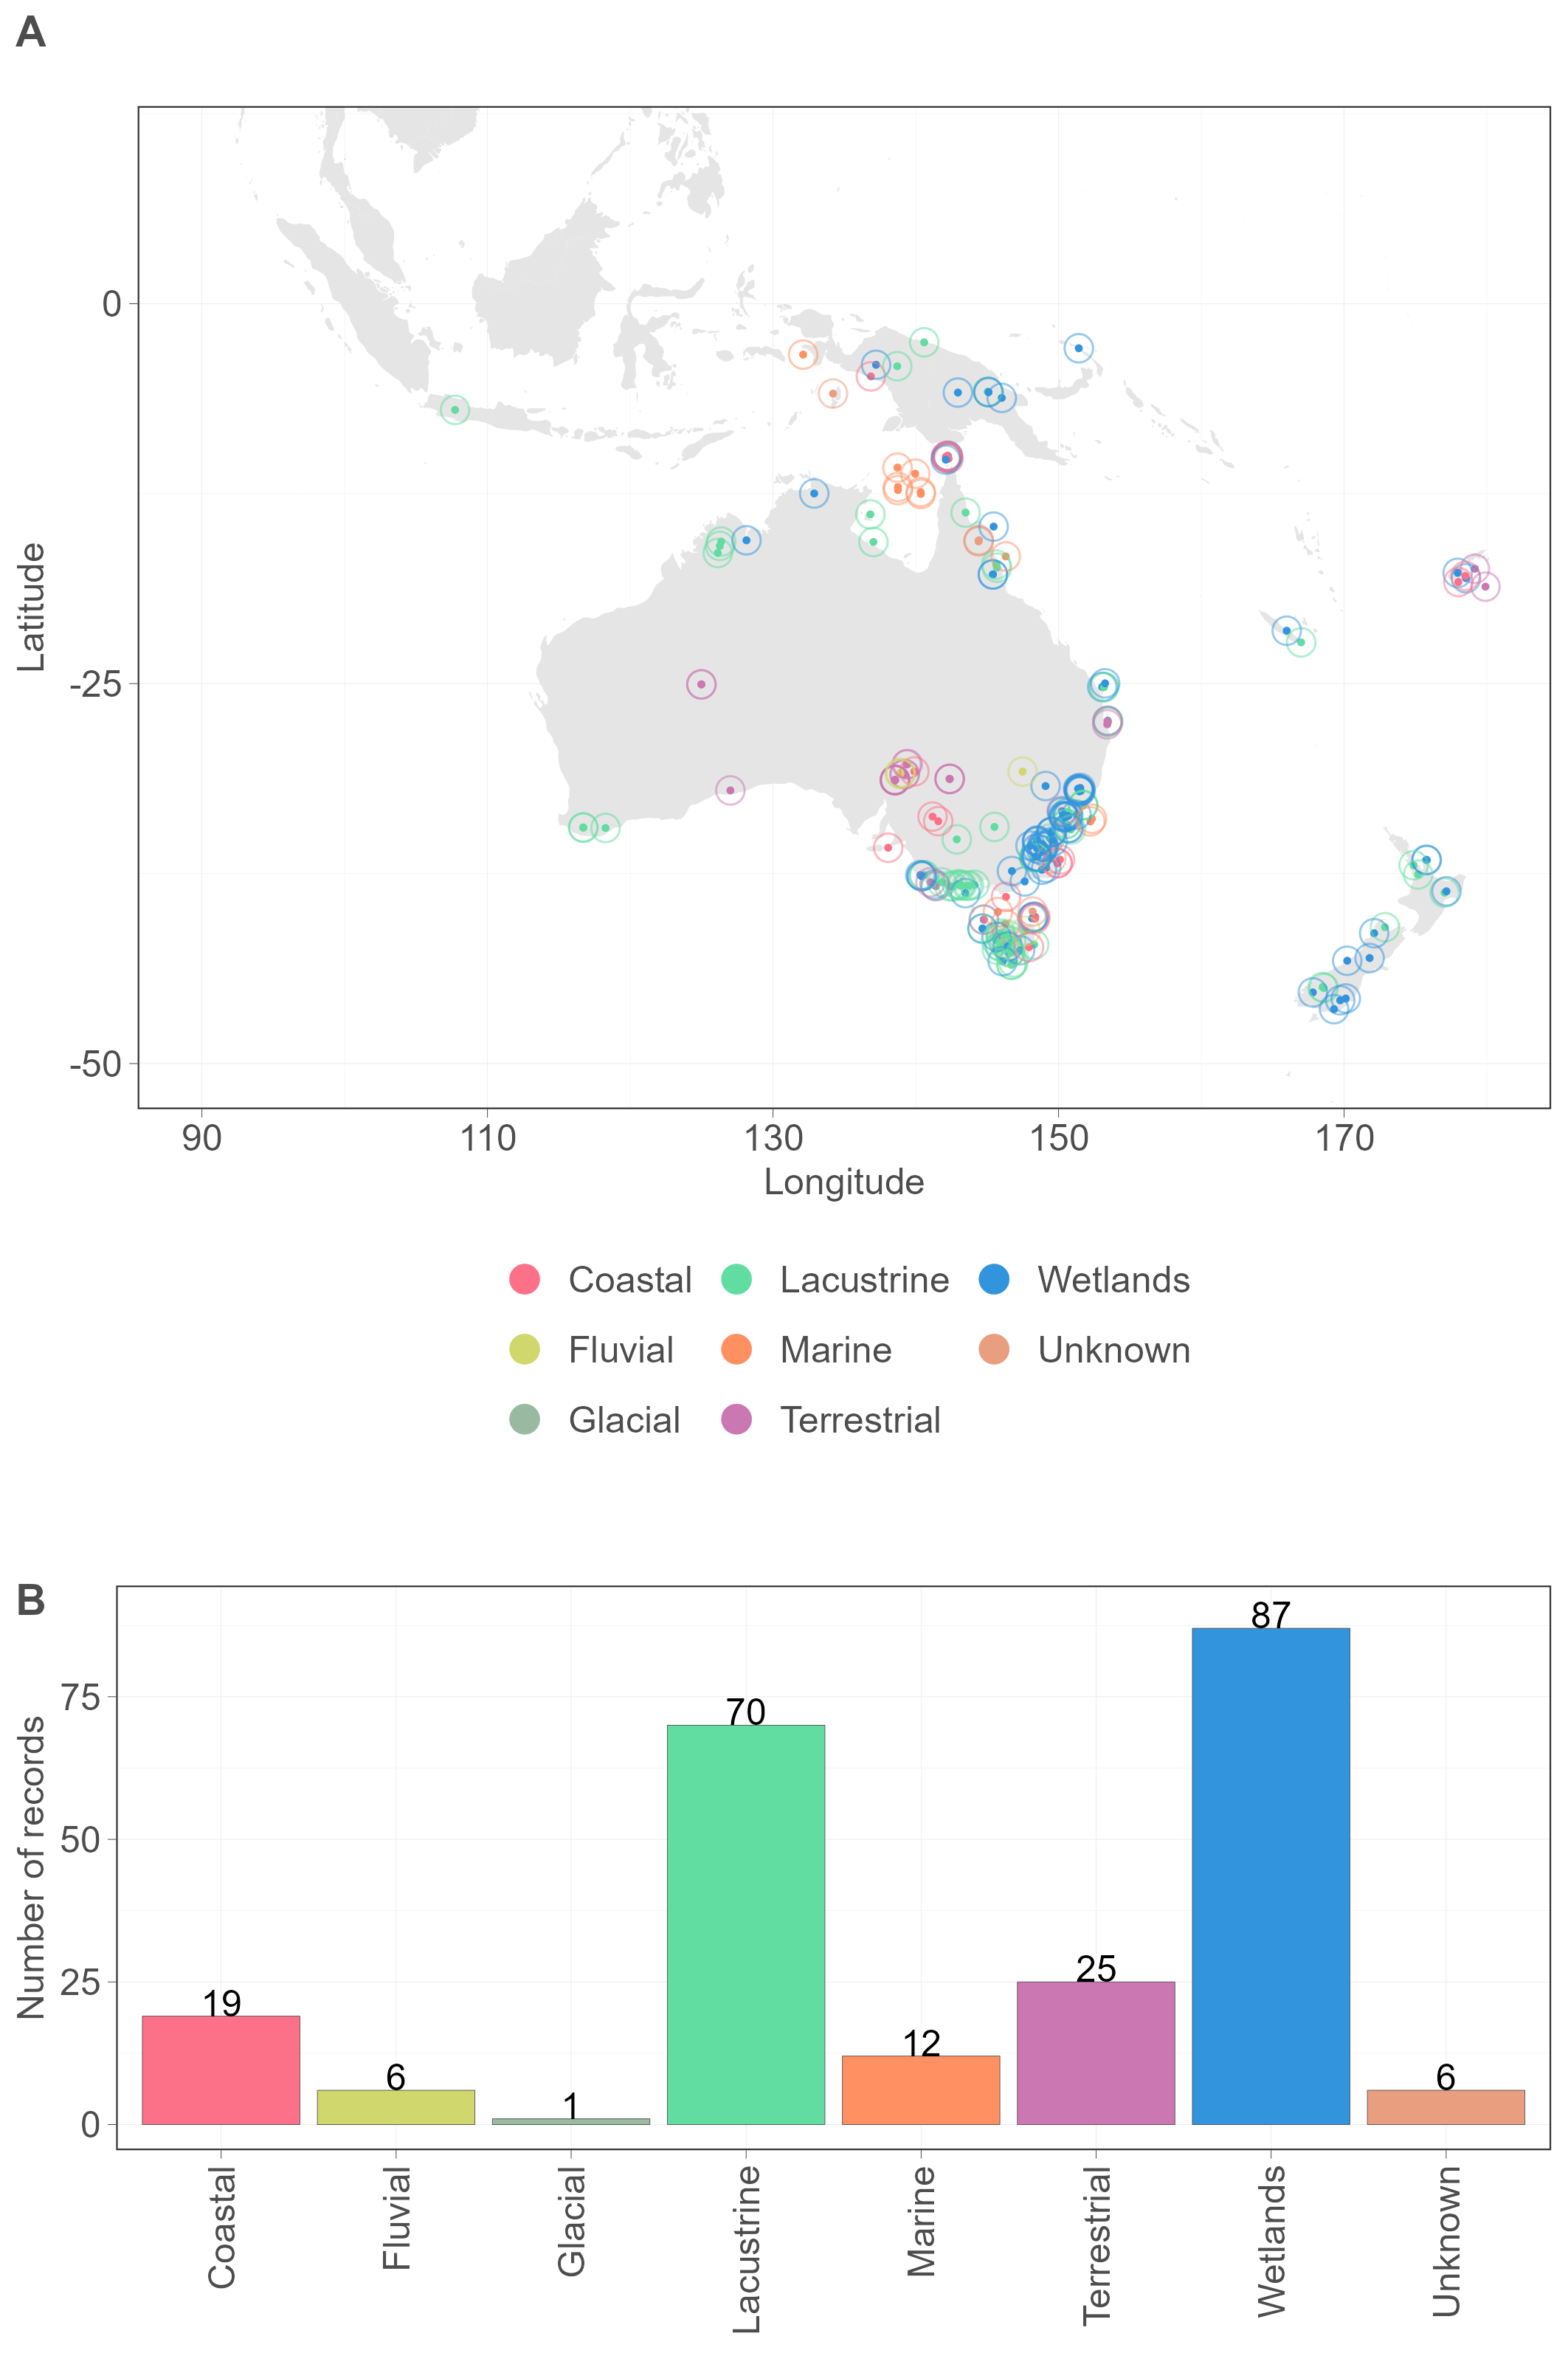 A
Latitude
0
-25
-50
90 110 130 150 170
Longitude
Coastal Lacustrine Wetlands
Fluvial Marine Unknown
Glacial Terrestrial
B
Number of records
75
50
25
0
19 6 1 70 12 25 87 6
Coastal Fluvial Glacial Lacustrine Marine Terrestrial Wetlands Unknown